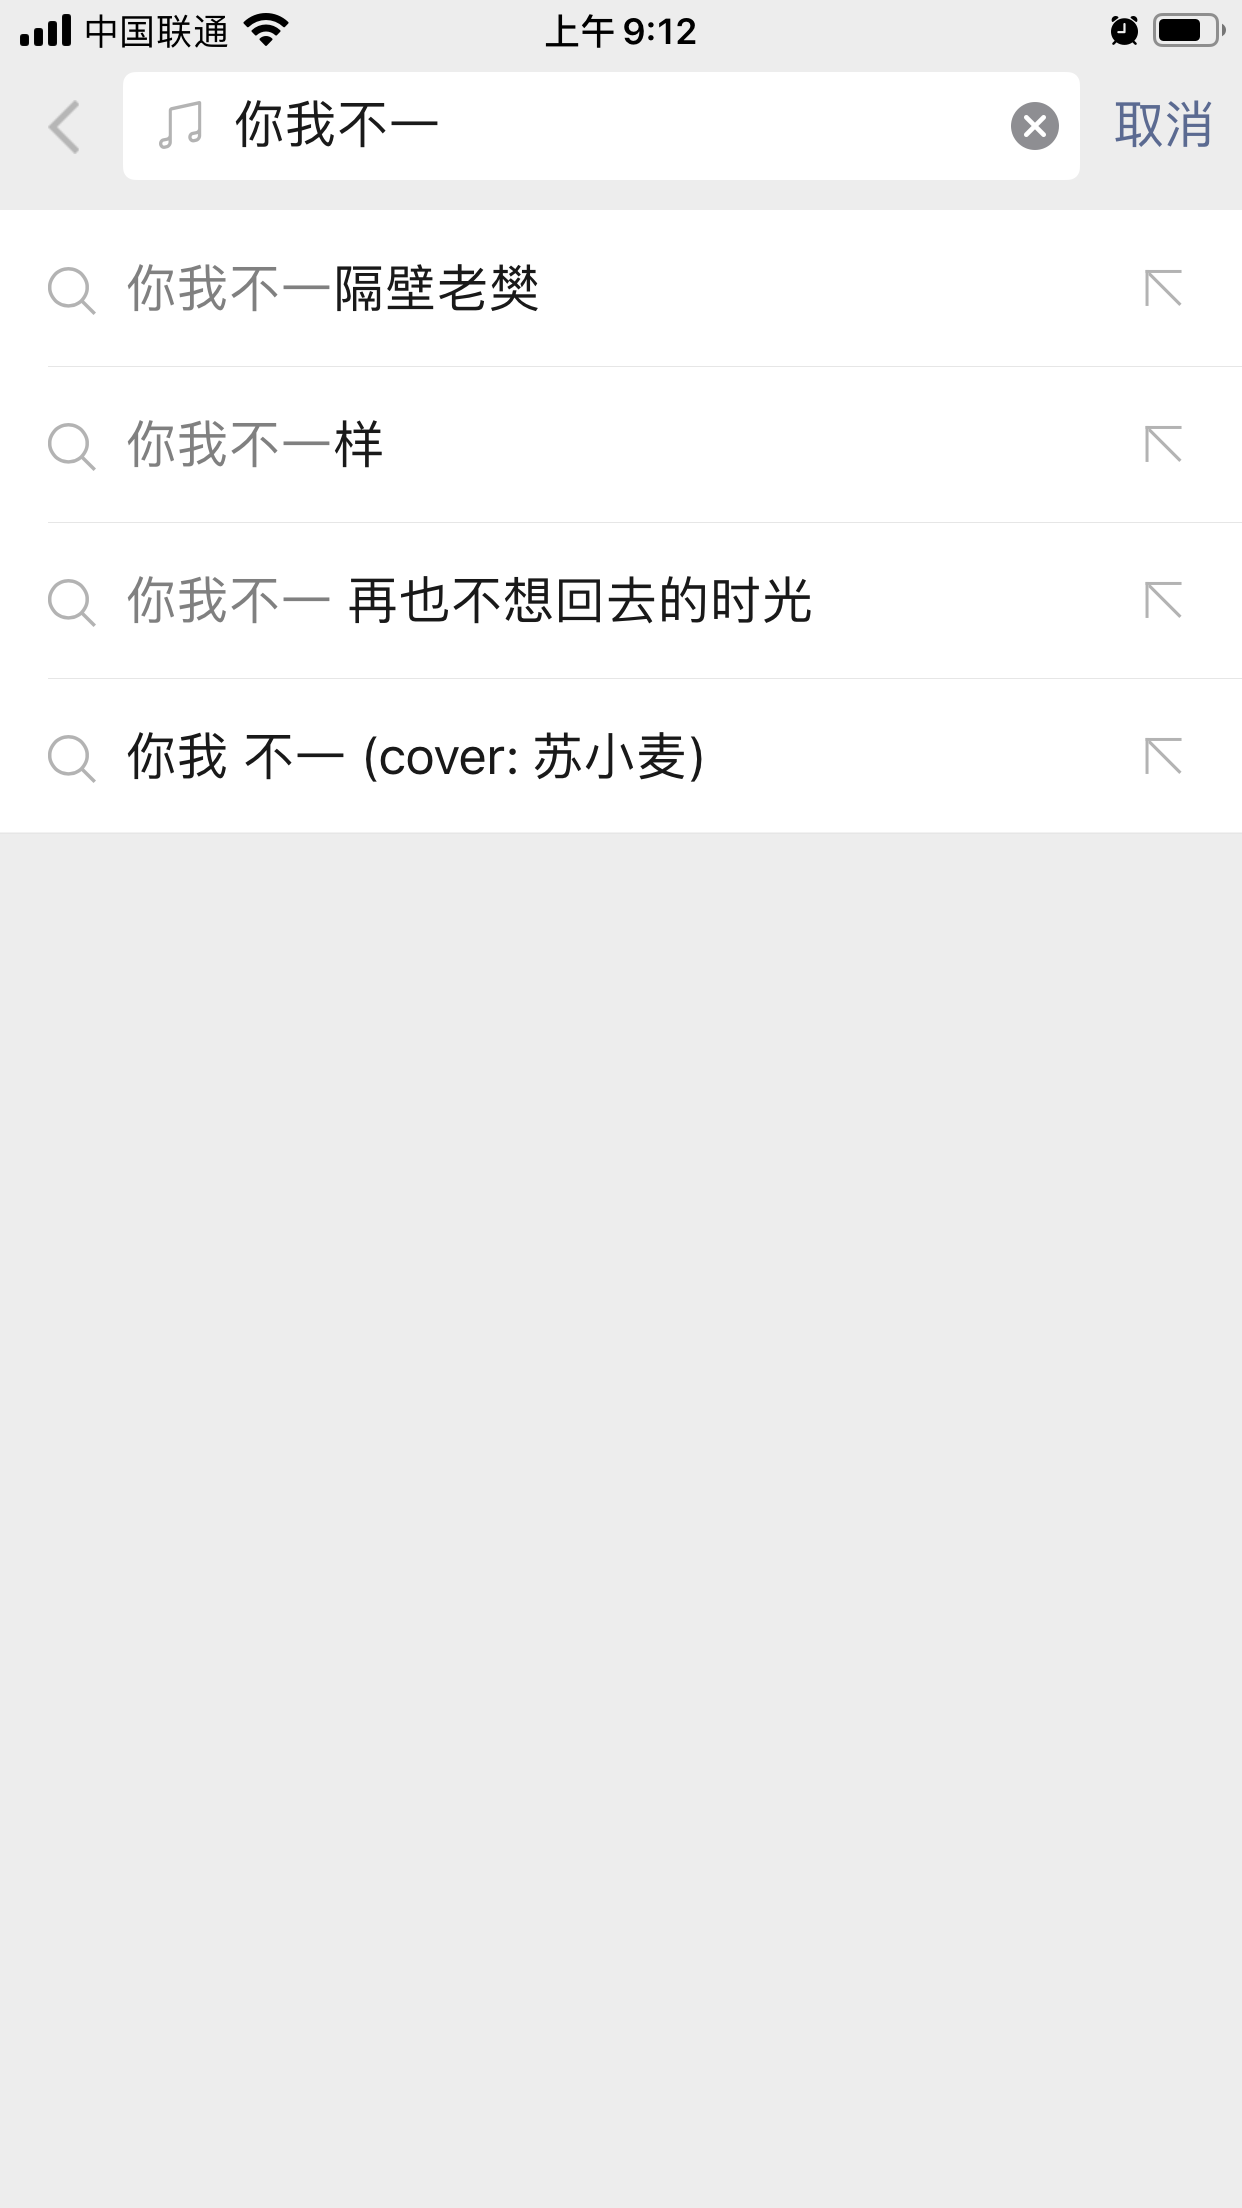 中国联通 上午 9:12
你我不一 取消
你我不一隔壁老樊
你我不一样
你我不一 再也不想回去的时光
你我 不一 (cover: 苏小麦)